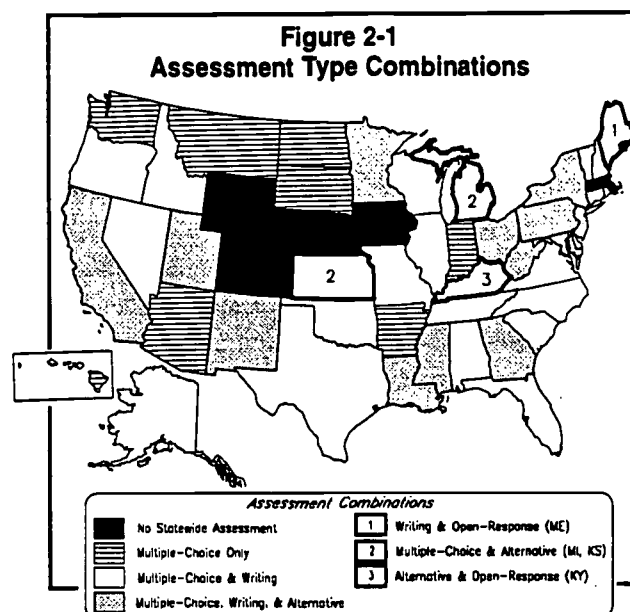 Figure 2-1
Assessment Type Combinations
1
2
2
3
Assessment Combinations
No Statewide Assessment
Multiple-Choice Only
Multiple-Choice & Writing
Multiple-Choice, Writing, & Alternative
1 Writing & Open-Response (ME)
2 Multiple-Choice & Alternative (MI, KS)
3 Alternative & Open-Response (KY)